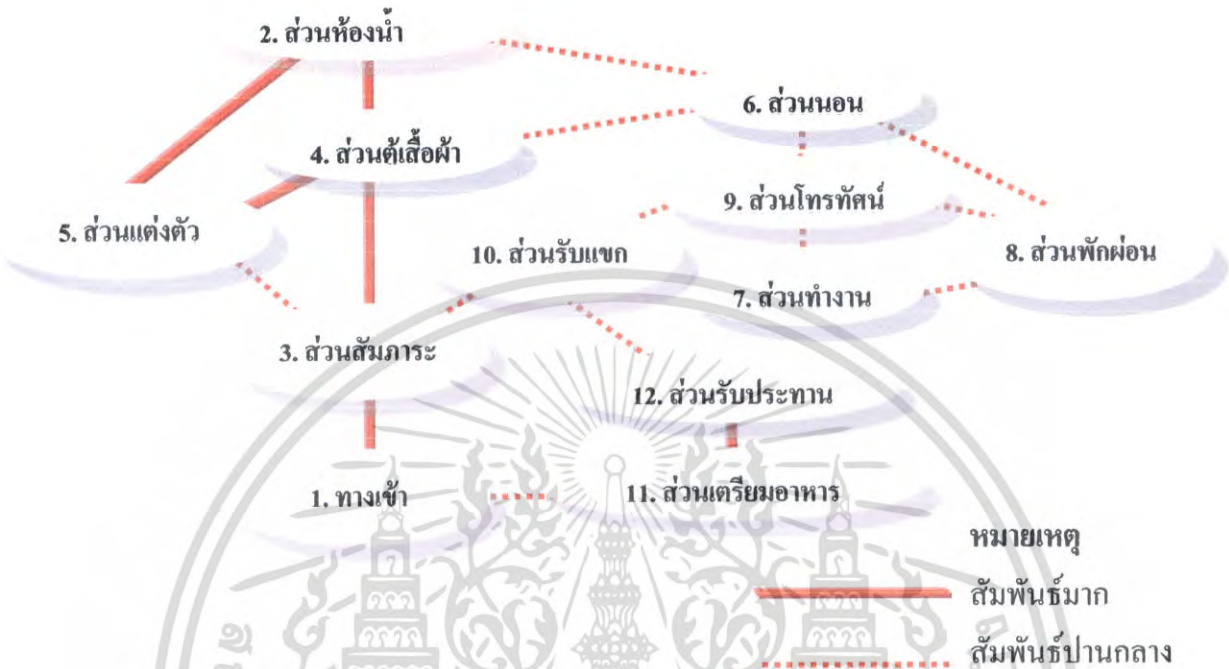 2. ส่วนห้องน้ำ
6. ส่วนนอน
4. ส่วนตู้เสื้อผ้า
9. ส่วนโทรทัศน์
5. ส่วนแต่งตัว
10. ส่วนรับแขก
8. ส่วนพักผ่อน
7. ส่วนทำงาน
3. ส่วนสัมภาระ
12. ส่วนรับประทาน
1. ทางเข้า
11. ส่วนเตรียมอาหาร
หมายเหตุ
สัมพันธ์มาก
สัมพันธ์ปานกลาง